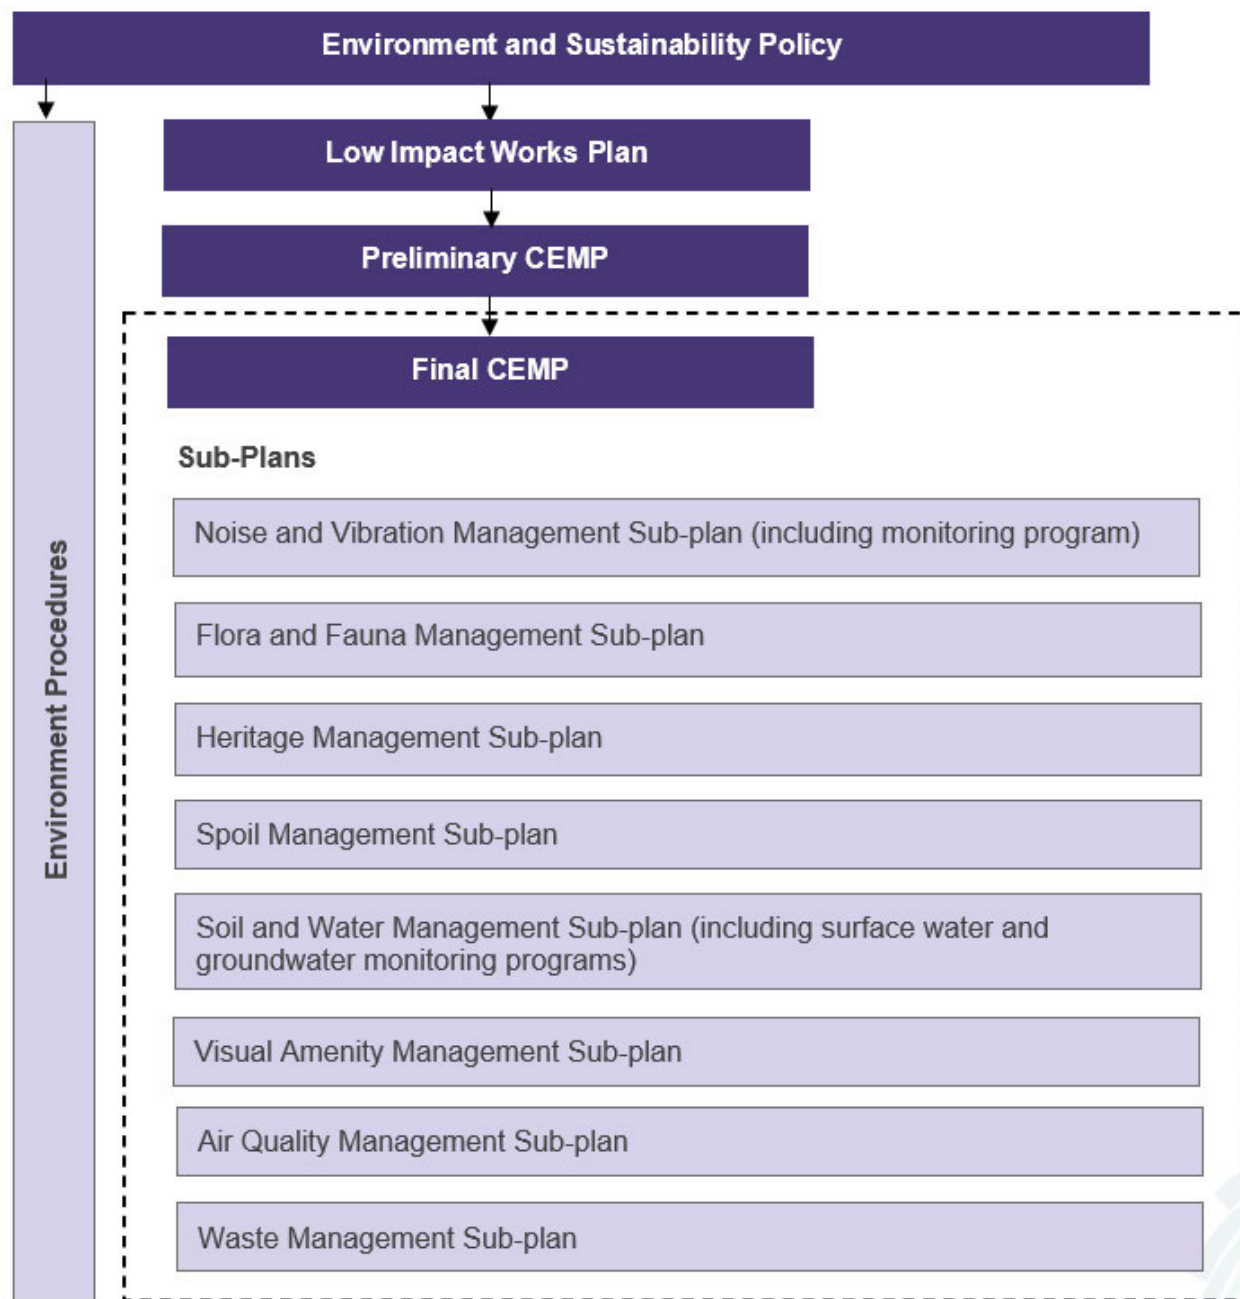 Environment and Sustainability Policy
Low Impact Works Plan
Preliminary CEMP
Final CEMP
Environment Procedures
Sub-Plans
Noise and Vibration Management Sub-plan (including monitoring program)
Flora and Fauna Management Sub-plan
Heritage Management Sub-plan
Spoil Management Sub-plan
Soil and Water Management Sub-plan (including surface water and
groundwater monitoring programs)
Visual Amenity Management Sub-plan
Air Quality Management Sub-plan
Waste Management Sub-plan